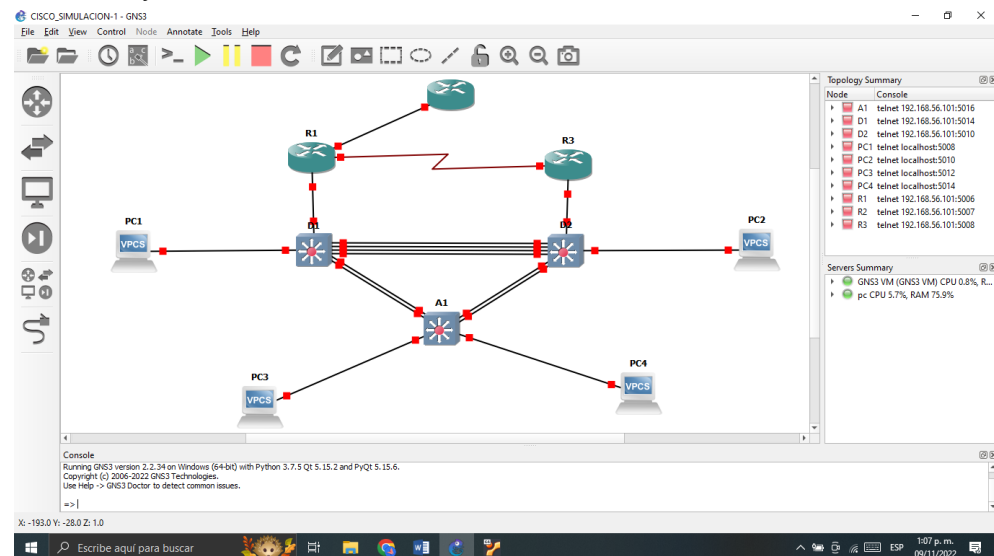 CISCO_SIMULACION-1 - GNS3
File Edit View Control Node Annotate Tools Help
Topology Summary
Node Console
A1 telnet 192.168.56.101:5016
D1 telnet 192.168.56.101:5014
D2 telnet 192.168.56.101:5010
PC1 telnet localhost:5008
PC2 telnet localhost:5010
PC3 telnet localhost:5012
PC4 telnet localhost:5014
R1 telnet 192.168.56.101:5006
R2 telnet 192.168.56.101:5007
R3 telnet 192.168.56.101:5008
Servers Summary
GNS3 VM (GNS3 VM) CPU 0.8%, R...
pc CPU 5.7%, RAM 75.9%
R1
R3
PC1
VPCS
D1
D2
PC2
VPCS
A1
PC3
VPCS
PC4
VPCS
Console
Running GNS3 version 2.2.34 on Windows (64-bit) with Python 3.7.5 Qt 5.15.2 and PyQt 5.15.6.
Copyright (c) 2006-2022 GNS3 Technologies.
Use Help -> GNS3 Doctor to detect common issues.
=>
X: -193.0 Y: -28.0 Z: 1.0
Escribe aquí para buscar
ESP
1:07 p. m.
09/11/2022